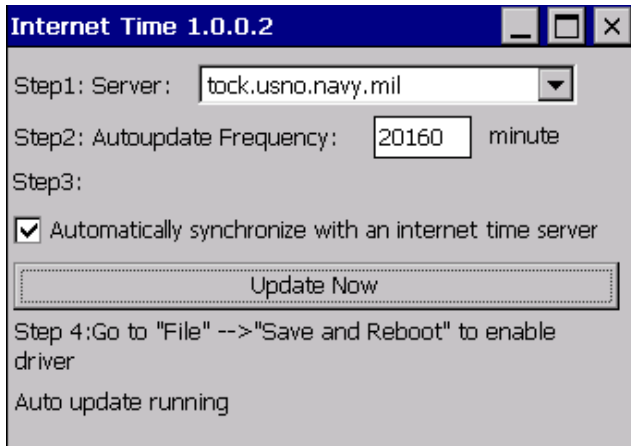 Internet Time 1.0.0.2
Step1: Server: tock.usno.navy.mil
Step2: Autoupdate Frequency: 20160 minute
Step3:
Automatically synchronize with an internet time server
Update Now
Step 4:Go to "File" -->"Save and Reboot" to enable
driver
Auto update running